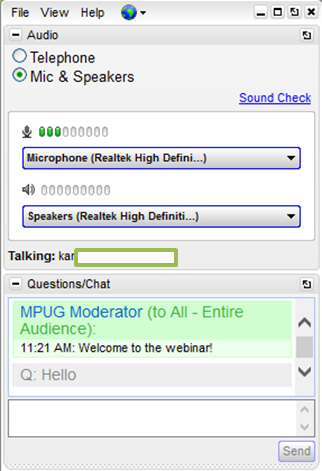 File View Help
Audio
Telephone
Mic & Speakers
Sound Check
Microphone (Realtek High Defini...)
Speakers (Realtek High Definiti...)
Talking: kar
Questions/Chat
MPUG Moderator (to All - Entire
Audience):
11:21 AM: Welcome to the webinar!
Q: Hello
Send